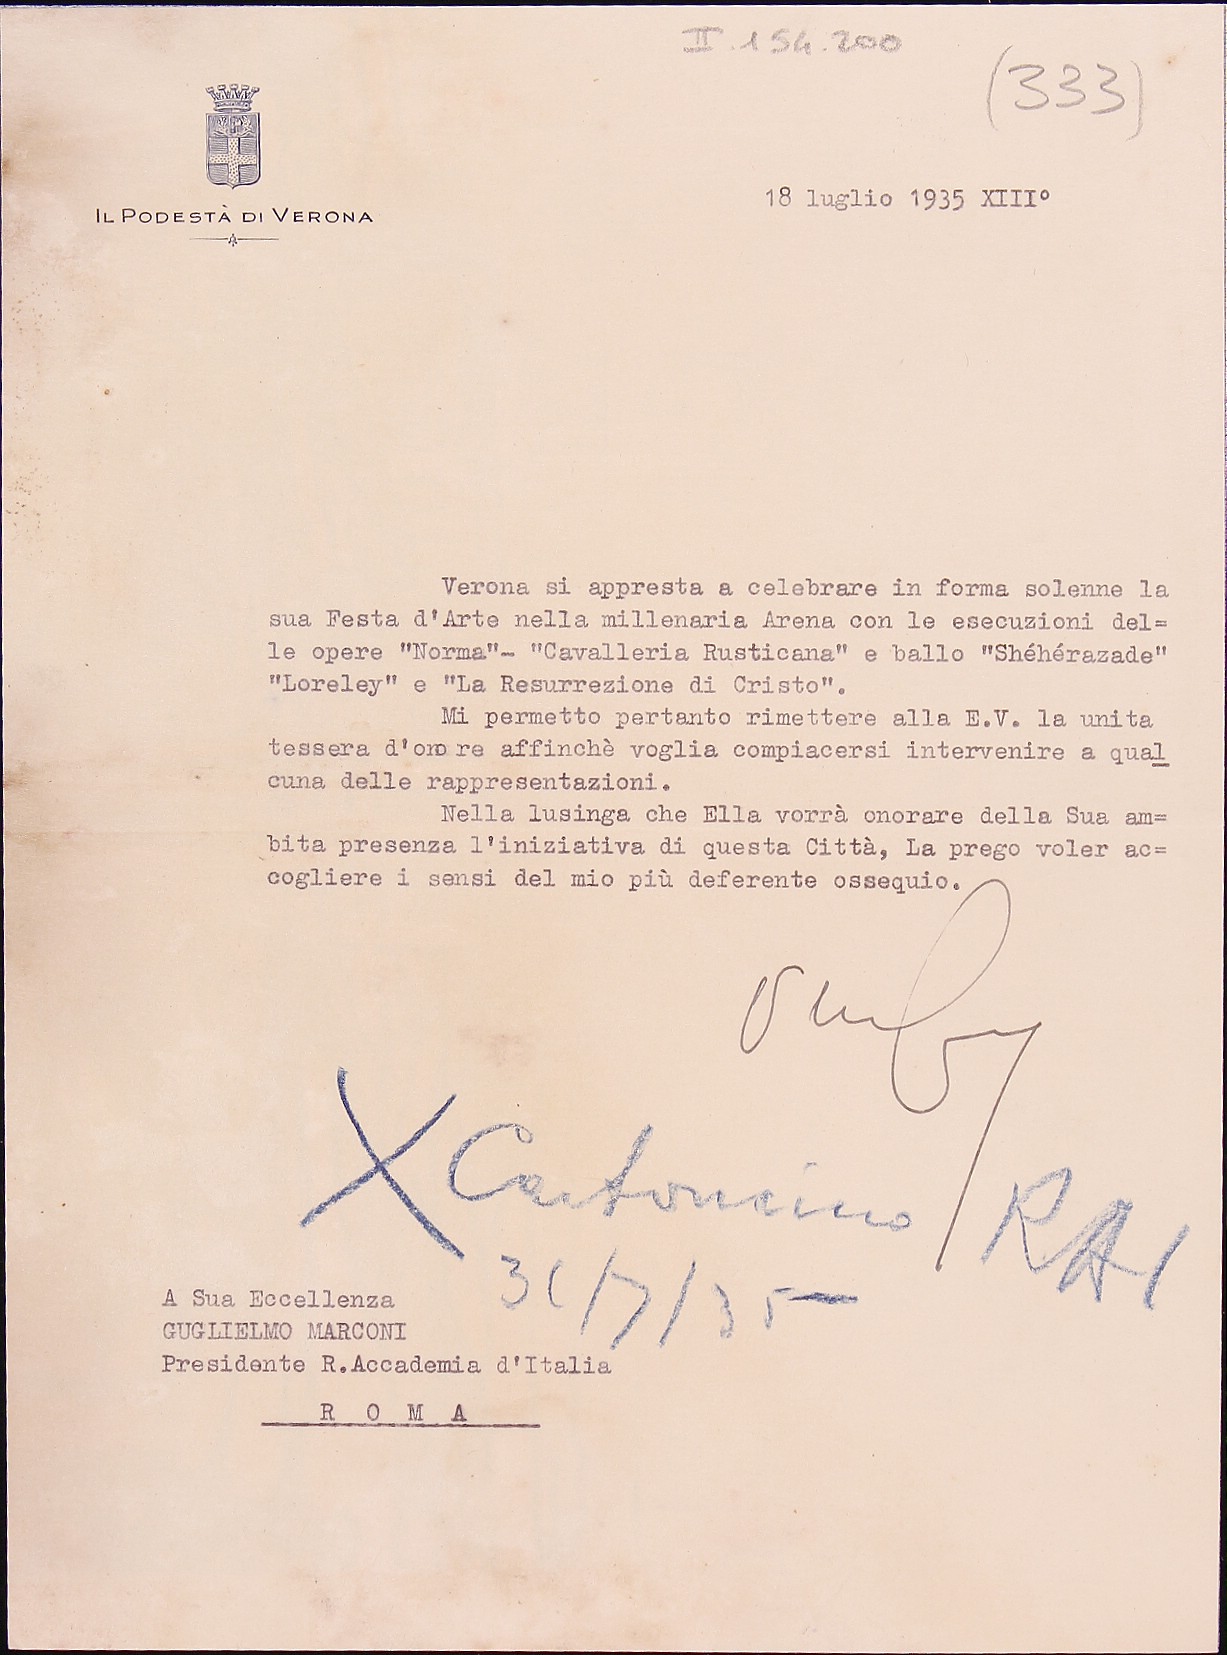 II.154.200
(333)
IL PODESTÀ DI VERONA
18 luglio 1935 XIII°
Verona si appresta a celebrare in forma solenne la
sua Festa d'Arte nella millenaria Arena con le esecuzioni del=
le opere "Norma"- "Cavalleria Rusticana" e ballo "Shéhérazade"
"Loreley" e "La Resurrezione di Cristo".
Mi permetto pertanto rimettere alla E.V. la unita
tessera d'onore affinchè voglia compiacersi intervenire a qual
cuna delle rappresentazioni.
Nella lusinga che Ella vorrà onorare della Sua am=
bita presenza l'iniziativa di questa Città, La prego voler ac=
cogliere i sensi del mio più deferente ossequio.
X Cartoncino RAI
31/7/35
A Sua Eccellenza
GUGLIELMO MARCONI
Presidente R.Accademia d'Italia
R O M A